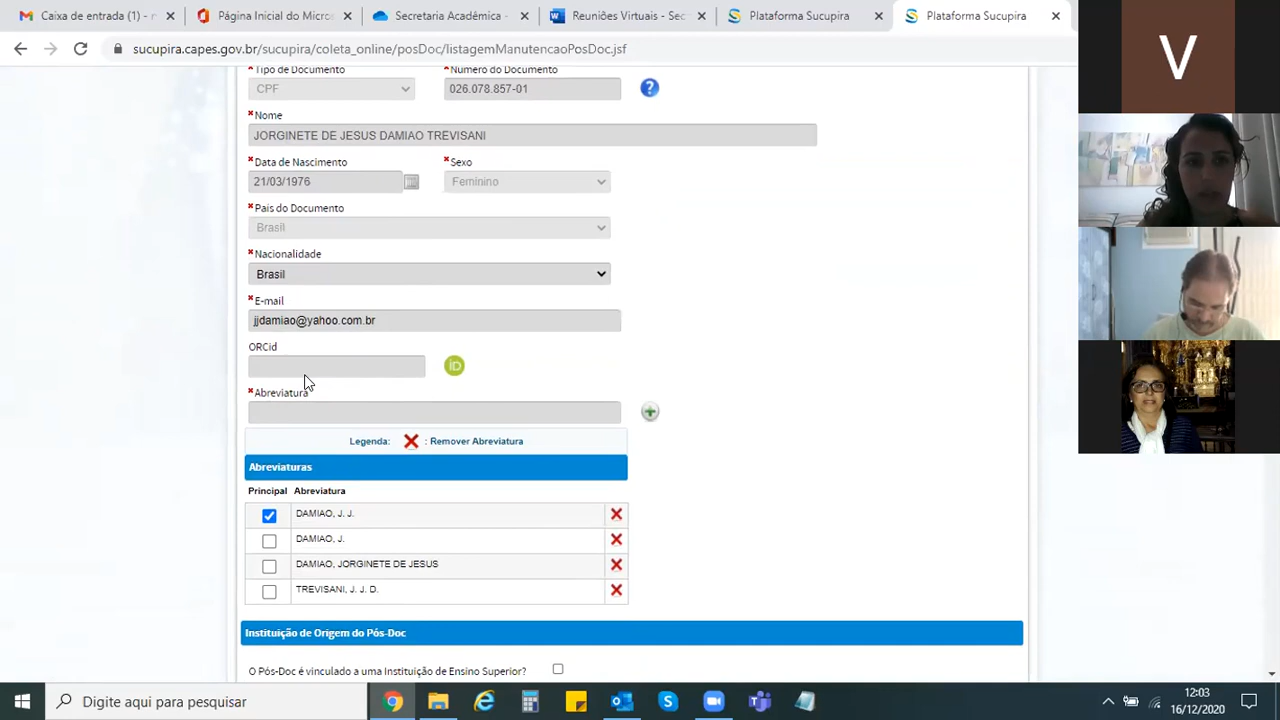 Caixa de entrada (1) -
Página Inicial do Micros
Secretaria Acadêmica -
Reuniões Virtuais - Sec
Plataforma Sucupira
Plataforma Sucupira
sucupira.capes.gov.br/sucupira/coleta_online/posDoc/listagemManutencaoPosDoc.jsf
V
*Tipo de Documento *Número do Documento
CPF 026.078.857-01
*Nome
JORGINETE DE JESUS DAMIAO TREVISANI
*Data de Nascimento *Sexo
21/03/1976 Feminino
*País do Documento
Brasil
*Nacionalidade
Brasil
*E-mail
jjdamiao@yahoo.com.br
ORCid
iD
*Abreviatura
Legenda: : Remover Abreviatura
Abreviaturas
Principal Abreviatura
DAMIAO, J. J.
DAMIAO, J.
DAMIAO, JORGINETE DE JESUS
TREVISANI, J. J. D.
Instituição de Origem do Pós-Doc
O Pós-Doc é vinculado a uma Instituição de Ensino Superior?
Digite aqui para pesquisar
12:03
16/12/2020